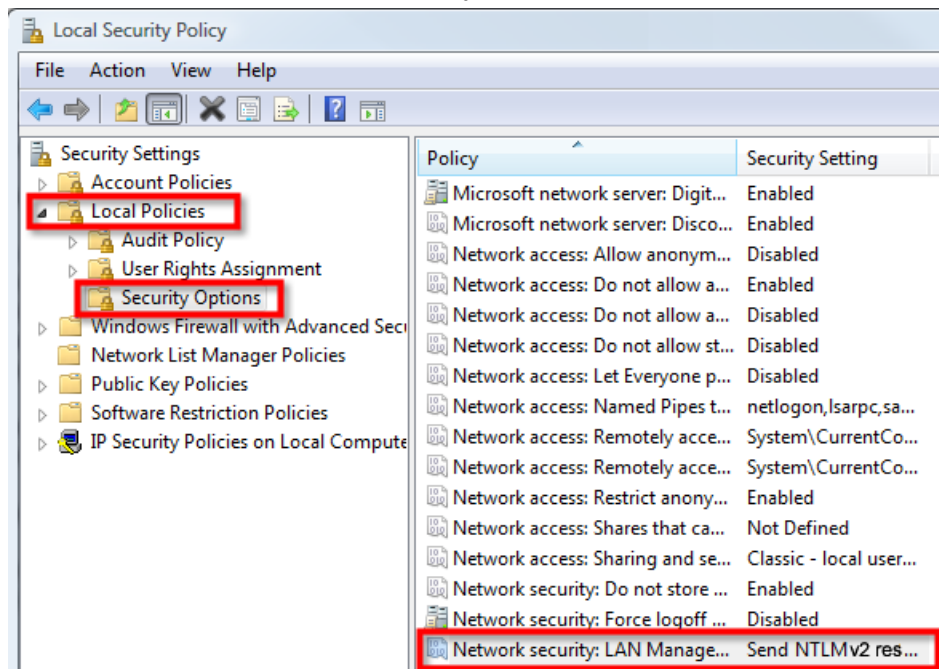 Local Security Policy
File Action View Help
Security Settings
Account Policies
Local Policies
Audit Policy
User Rights Assignment
Security Options
Windows Firewall with Advanced Secu
Network List Manager Policies
Public Key Policies
Software Restriction Policies
IP Security Policies on Local Compute
Policy Security Setting
Microsoft network server: Digit... Enabled
Microsoft network server: Disco... Enabled
Network access: Allow anonym... Disabled
Network access: Do not allow a... Enabled
Network access: Do not allow a... Disabled
Network access: Do not allow st... Disabled
Network access: Let Everyone p... Disabled
Network access: Named Pipes t... netlogon,lsarpc,sa...
Network access: Remotely acce... System\CurrentCo...
Network access: Remotely acce... System\CurrentCo...
Network access: Restrict anony... Enabled
Network access: Shares that ca... Not Defined
Network access: Sharing and se... Classic - local user...
Network security: Do not store ... Enabled
Network security: Force logoff ... Disabled
Network security: LAN Manage... Send NTLMv2 res...